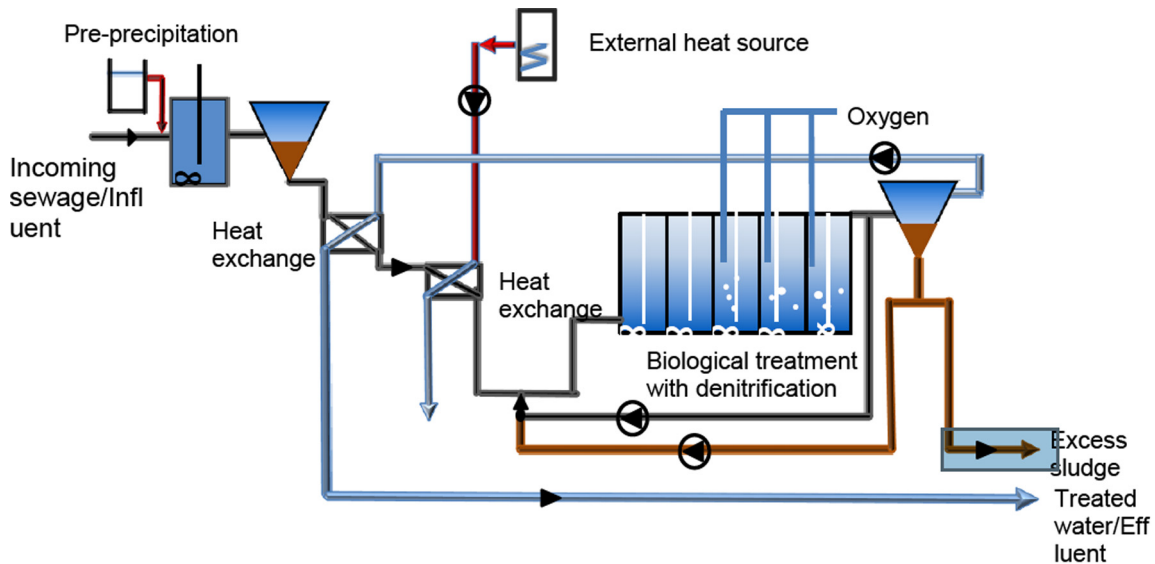 Pre-precipitation
External heat source
Oxygen
Incoming
sewage/Infl
uent
Heat
exchange
Heat
exchange
Biological treatment
with denitrification
Excess
sludge
Treated
water/Eff
luent